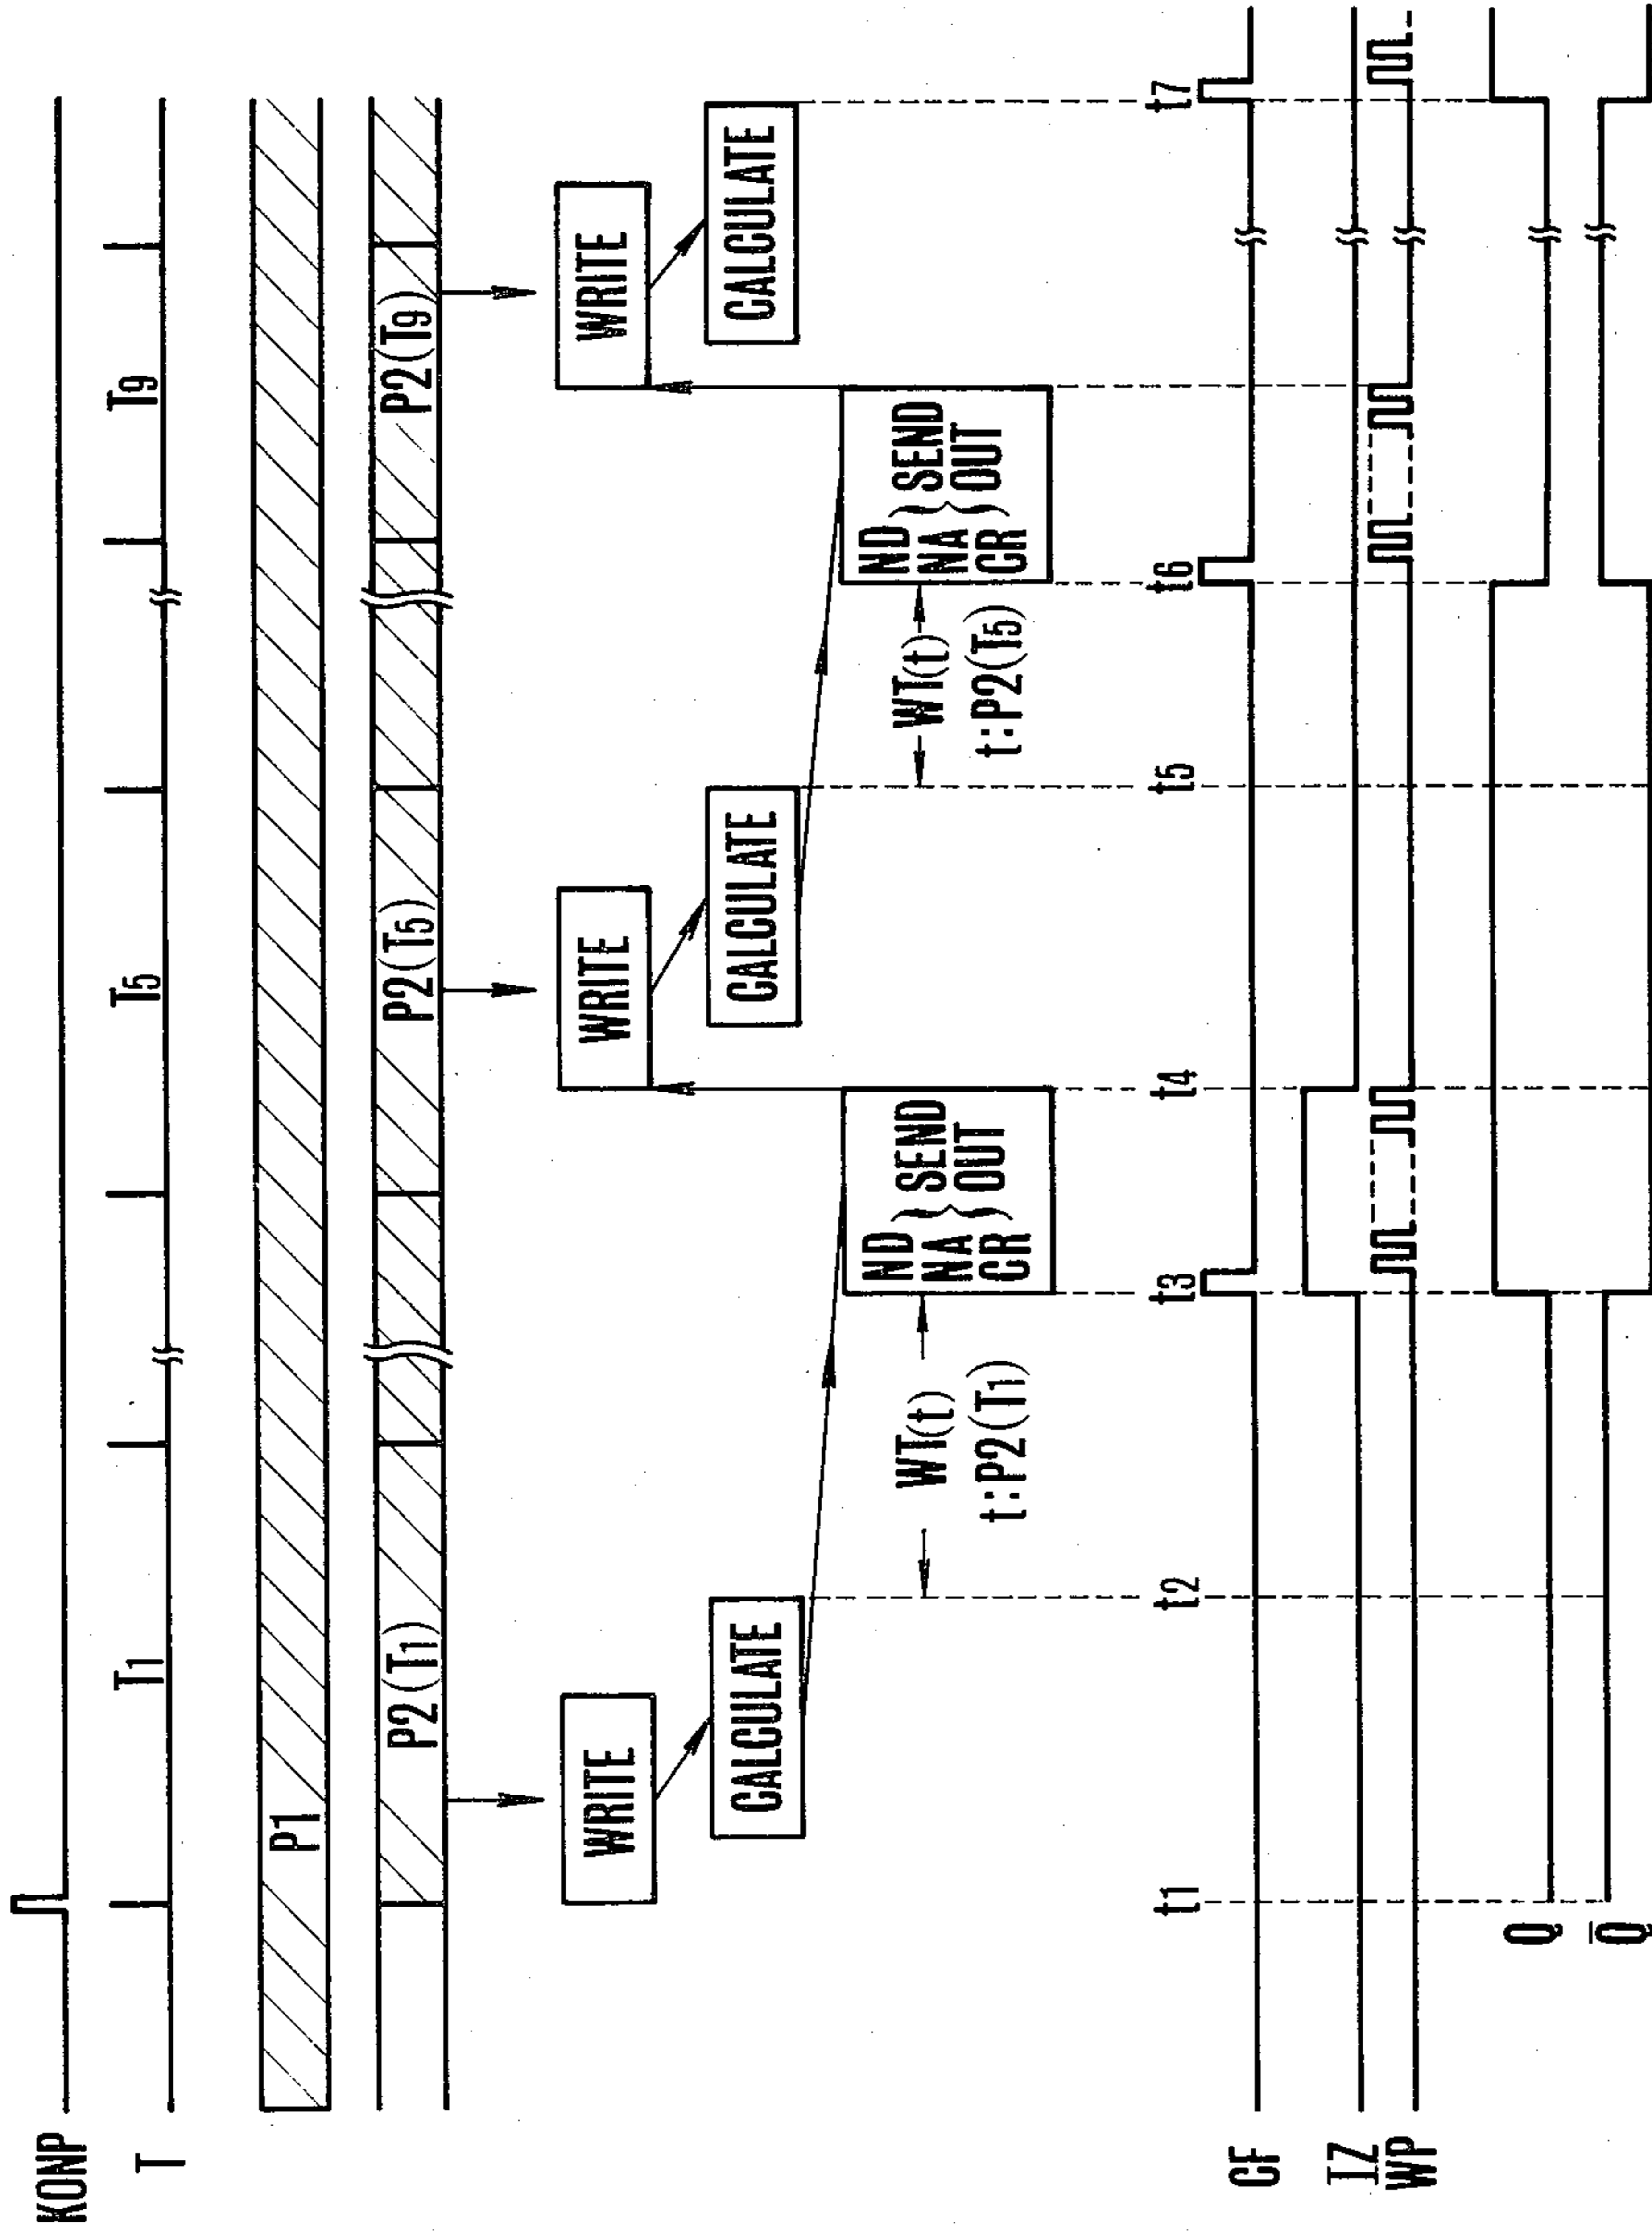 KONP
T
T1
T5
T9
P1
P2(T1)
P2(T5)
P2(T9)
WRITE
WRITE
WRITE
CALCULATE
CALCULATE
CALCULATE
ND
NA
CR
} SEND
OUT
ND
NA
CR
} SEND
OUT
WT(t)
t:P2(T1)
WT(t)
t:P2(T5)
t1
t2
t3
t4
t5
t6
t7
CF
IZ
WP
Q
Q̅